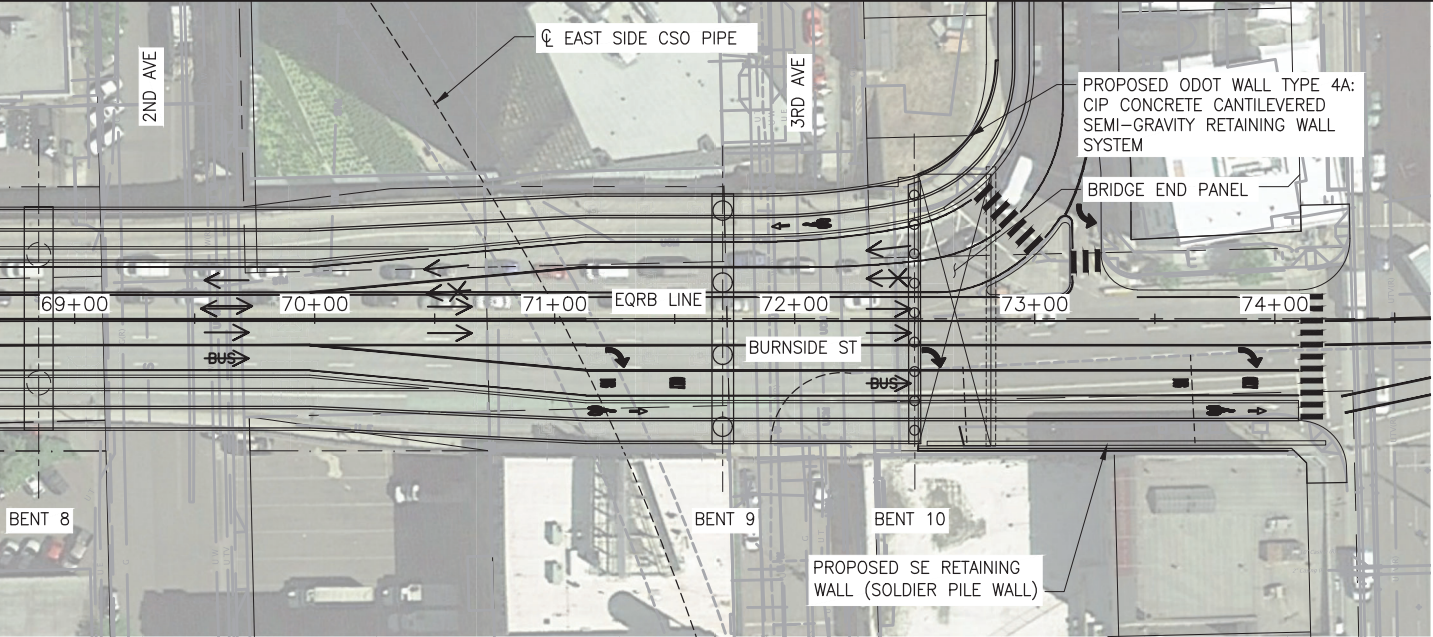 ℄ EAST SIDE CSO PIPE
2ND AVE
3RD AVE
PROPOSED ODOT WALL TYPE 4A:
CIP CONCRETE CANTILEVERED
SEMI-GRAVITY RETAINING WALL
SYSTEM
BRIDGE END PANEL
69+00
70+00
71+00
EQRB LINE
72+00
73+00
74+00
BURNSIDE ST
BUS
BUS
BENT 8
BENT 9
BENT 10
PROPOSED SE RETAINING
WALL (SOLDIER PILE WALL)